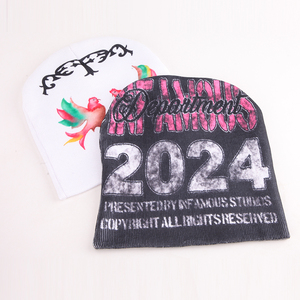 INFAMOUS
Department
2024
PRESENTED BY INFAMOUS STUDIOS
COPYRIGHT ALL RIGHTS RESERVED